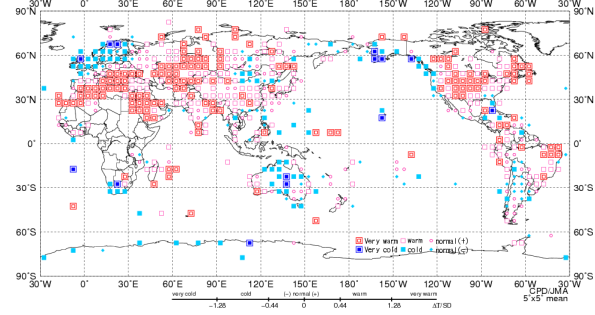 30˚W 0˚ 30˚E 60˚E 90˚E 120˚E 150˚E 180˚ 150˚W 120˚W 90˚W 60˚W 30˚W
90˚N 90˚N
60˚N 60˚N
30˚N 30˚N
0˚ 0˚
30˚S 30˚S
60˚S 60˚S
Very warm warm normal(+)
Very cold cold normal(−)
90˚S 90˚S
30˚W 0˚ 30˚E 60˚E 90˚E 120˚E 150˚E 180˚ 150˚W 120˚W 90˚W 60˚W 30˚W
CPD/JMA
5˚x5˚ mean
very cold cold (−) normal (+) warm very warm
−1.28 −0.44 0 0.44 1.28 ΔT/SD